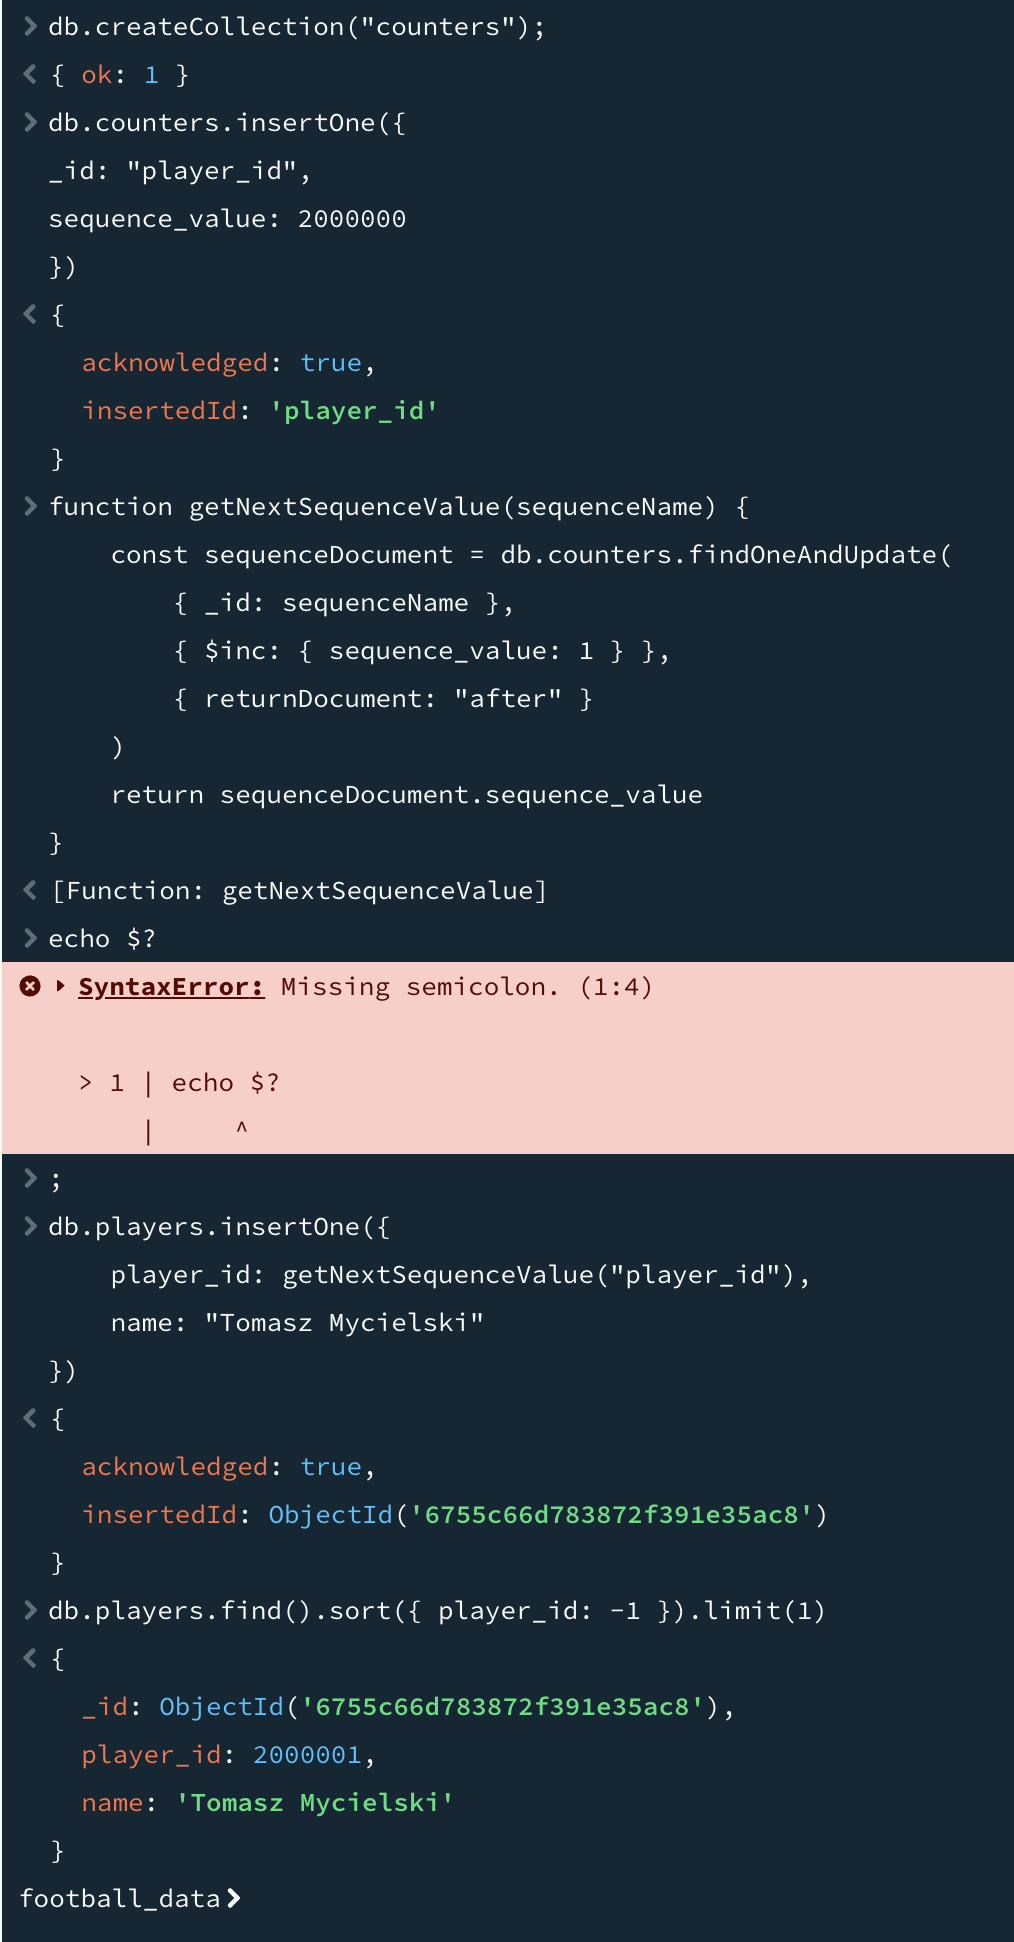 > db.createCollection("counters");
< { ok: 1 }
> db.counters.insertOne({
_id: "player_id",
sequence_value: 2000000
})
< {
acknowledged: true,
insertedId: 'player_id'
}
> function getNextSequenceValue(sequenceName) {
const sequenceDocument = db.counters.findOneAndUpdate(
{ _id: sequenceName },
{ $inc: { sequence_value: 1 } },
{ returnDocument: "after" }
)
return sequenceDocument.sequence_value
}
< [Function: getNextSequenceValue]
> echo $?
SyntaxError: Missing semicolon. (1:4)
> 1 | echo $?
| ^
> ;
> db.players.insertOne({
player_id: getNextSequenceValue("player_id"),
name: "Tomasz Mycielski"
})
< {
acknowledged: true,
insertedId: ObjectId('6755c66d783872f391e35ac8')
}
> db.players.find().sort({ player_id: -1 }).limit(1)
< {
_id: ObjectId('6755c66d783872f391e35ac8'),
player_id: 2000001,
name: 'Tomasz Mycielski'
}
football_data>